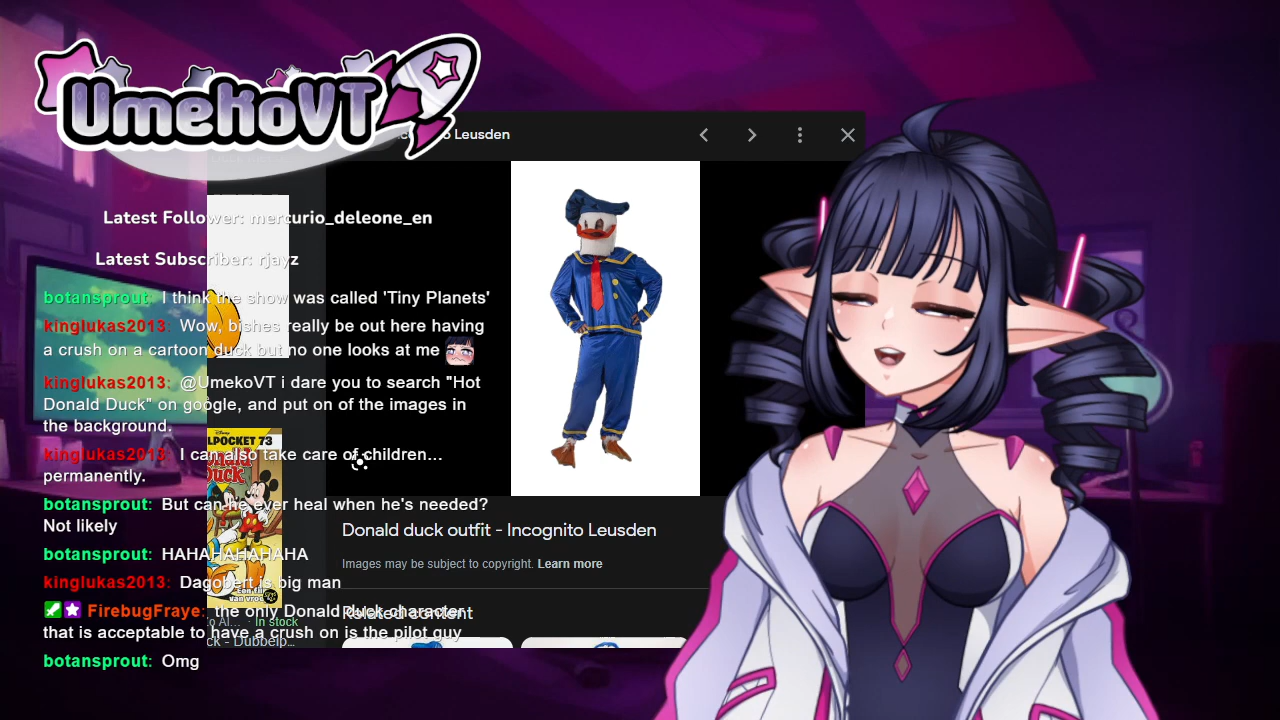 UmekoVT
Leusden
Latest Follower: mercurio_deleone_en
Latest Subscriber: rjayz
botansprout: I think the show was called 'Tiny Planets'
kinglukas2013: Wow, bishes really be out here having
a crush on a cartoon duck but no one looks at me
kinglukas2013: @UmekoVT i dare you to search "Hot
Donald Duck" on google, and put on of the images in
the background.
LPOCKET 73
kinglukas2013: I can also take care of children...
permanently.
botansprout: But can he ever heal when he's needed?
Not likely
Donald duck outfit - Incognito Leusden
botansprout: HAHAHAHAHAHA
Images may be subject to copyright. Learn more
kinglukas2013: Dagobert is big man
FirebugFraye: the only Donald duck character
that is acceptable to have a crush on is the pilot guy
Related content
In stock
ck - Dubbelp...
botansprout: Omg